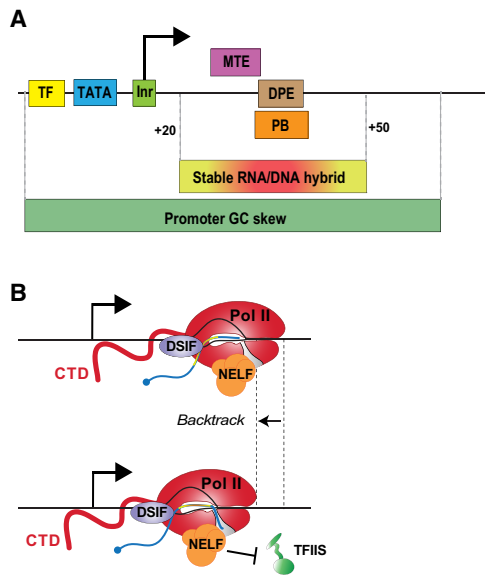 A
MTE
TF
TATA
Inr
DPE
+20
PB
+50
Stable RNA/DNA hybrid
Promoter GC skew
B
Pol II
DSIF
CTD
NELF
Backtrack
Pol II
DSIF
CTD
NELF
TFIIS